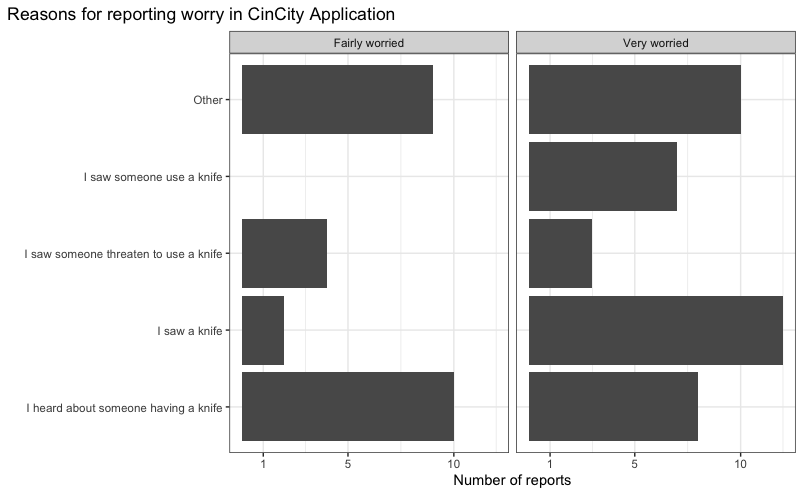 Reasons for reporting worry in CinCity Application
Fairly worried
Very worried
Other
I saw someone use a knife
I saw someone threaten to use a knife
I saw a knife
I heard about someone having a knife
1 5 10 1 5 10
Number of reports